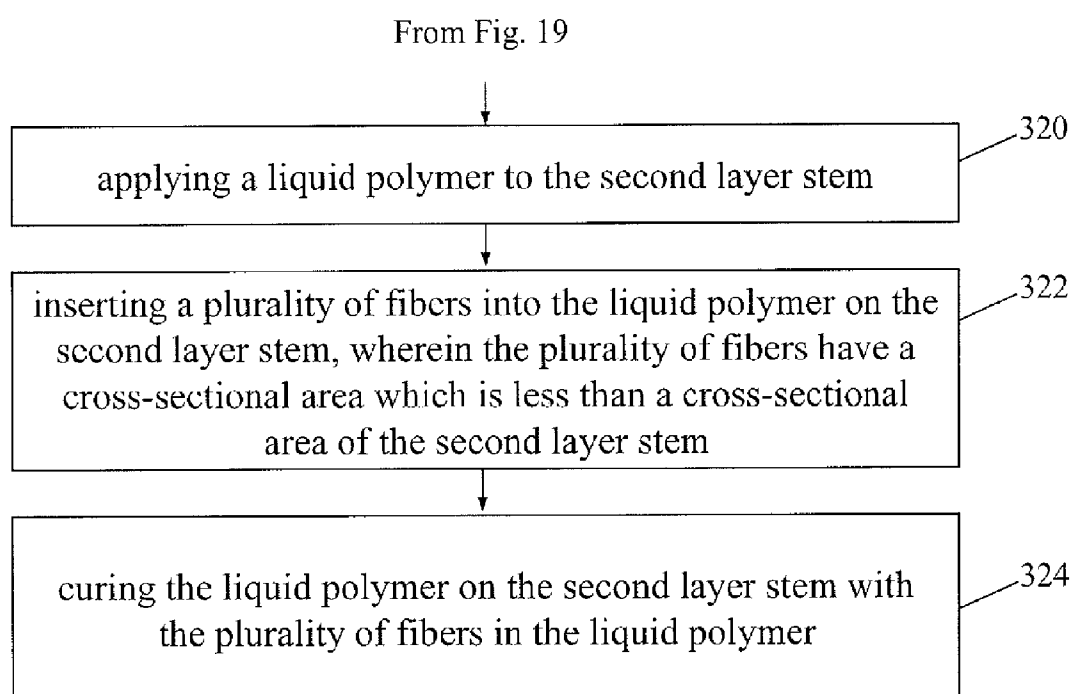 From Fig. 19
320
applying a liquid polymer to the second layer stem
322
inserting a plurality of fibers into the liquid polymer on the
second layer stem, wherein the plurality of fibers have a
cross-sectional area which is less than a cross-sectional
area of the second layer stem
324
curing the liquid polymer on the second layer stem with
the plurality of fibers in the liquid polymer